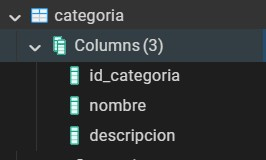 categoria
Columns (3)
id_categoria
nombre
descripcion